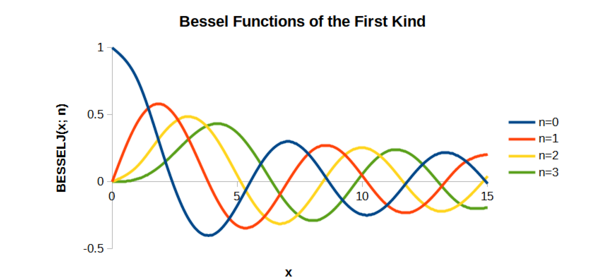 Bessel Functions of the First Kind
1
0.5
0
-0.5
BESSELJ(x; n)
0
5
10
15
x
n=0
n=1
n=2
n=3